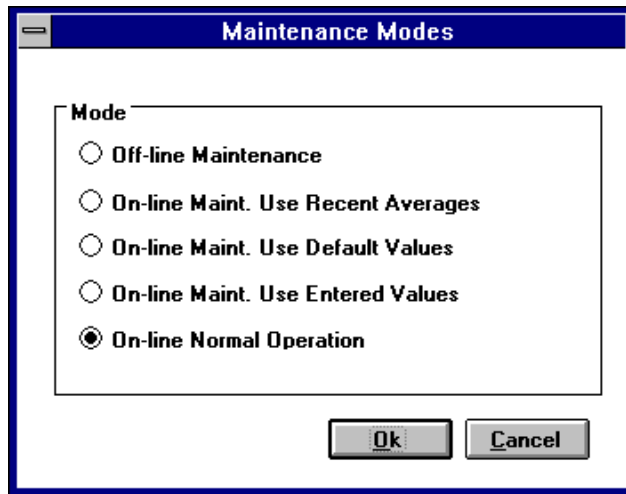 Maintenance Modes
Mode
Off-line Maintenance
On-line Maint. Use Recent Averages
On-line Maint. Use Default Values
On-line Maint. Use Entered Values
On-line Normal Operation
Ok Cancel